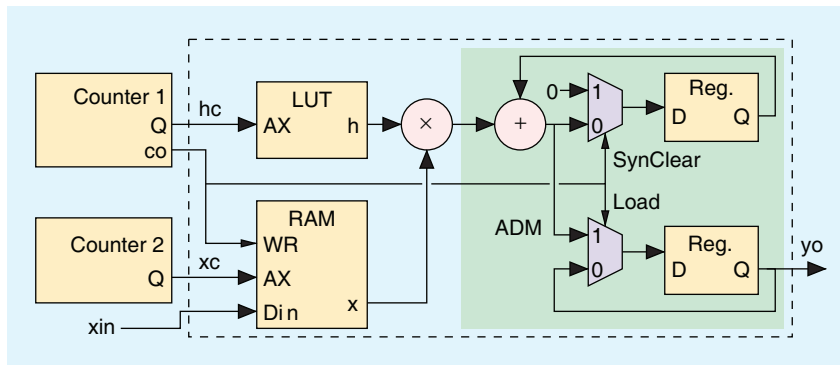 Counter 1
Q
co
hc
LUT
AX
h
×
+
0
1
0
Reg.
D
Q
SynClear
Load
Counter 2
Q
xc
xin
RAM
WR
AX
Din
x
ADM
1
0
Reg.
D
Q
yo